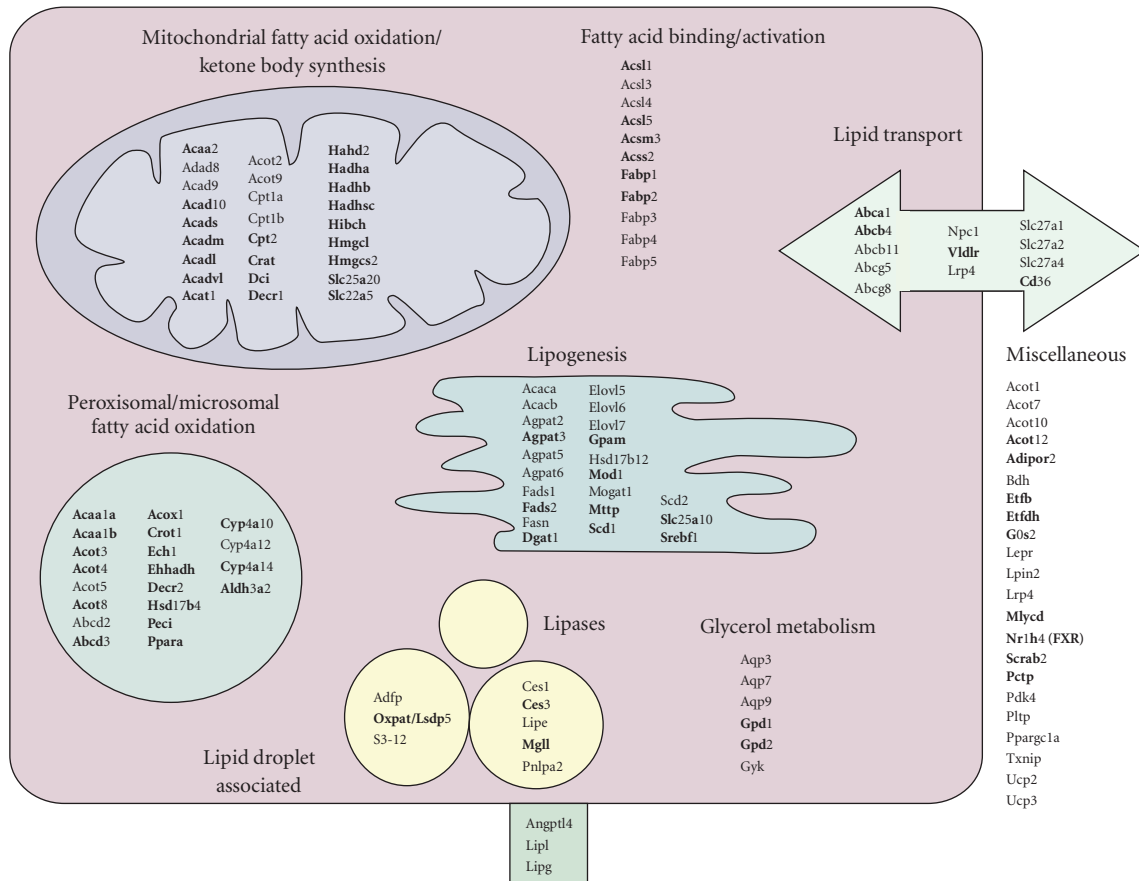 Mitochondrial fatty acid oxidation/
ketone body synthesis
Acaa2
Adad8
Acad9
Acad10
Acads
Acadm
Acadl
Acadvl
Acat1
Acot2
Acot9
Cpt1a
Cpt1b
Cpt2
Crat
Dci
Decr1
Hahd2
Hadha
Hadhb
Hadhsc
Hibch
Hmgcl
Hmgcs2
Slc25a20
Slc22a5
Fatty acid binding/activation
Acsl1
Acsl3
Acsl4
Acsl5
Acsm3
Acss2
Fabp1
Fabp2
Fabp3
Fabp4
Fabp5
Lipid transport
Abca1
Abcb4
Abcb11
Abcg5
Abcg8
Npc1
Vldlr
Lrp4
Slc27a1
Slc27a2
Slc27a4
Cd36
Peroxisomal/microsomal
fatty acid oxidation
Acaa1a
Acaa1b
Acot3
Acot4
Acot5
Acot8
Abcd2
Abcd3
Acox1
Crot1
Ech1
Ehhadh
Decr2
Hsd17b4
Peci
Ppara
Cyp4a10
Cyp4a12
Cyp4a14
Aldh3a2
Lipogenesis
Acaca
Acacb
Agpat2
Agpat3
Agpat5
Agpat6
Fads1
Fads2
Fasn
Dgat1
Elovl5
Elovl6
Elovl7
Gpam
Hsd17b12
Mod1
Mogat1
Mttp
Scd1
Scd2
Slc25a10
Srebf1
Miscellaneous
Acot1
Acot7
Acot10
Acot12
Adipor2
Bdh
Etfb
Etfdh
G0s2
Lepr
Lpin2
Lrp4
Mlycd
Nr1h4 (FXR)
Scrab2
Pctp
Pdk4
Pltp
Ppargc1a
Txnip
Ucp2
Ucp3
Lipases
Ces1
Ces3
Lipe
Mgll
Pnlpa2
Lipid droplet
associated
Adfp
Oxpat/Lsdp5
S3-12
Glycerol metabolism
Aqp3
Aqp7
Aqp9
Gpd1
Gpd2
Gyk
Angptl4
Lipl
Lipg